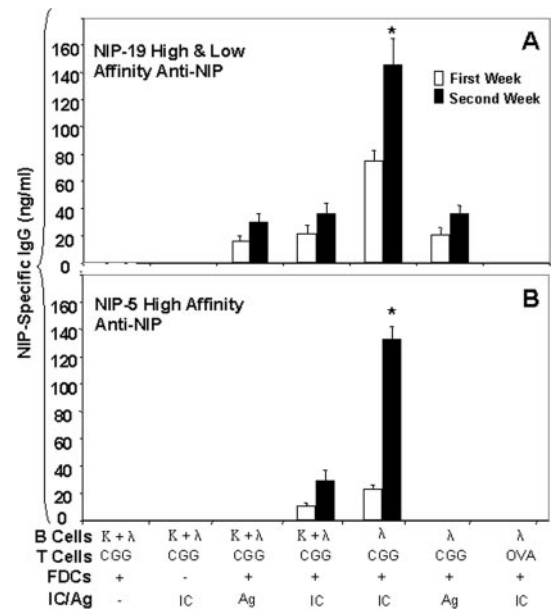 NIP-Specific IgG (ng/ml)
A
NIP-19 High & Low
Affinity Anti-NIP
First Week
Second Week
*
160
140
120
100
80
60
40
20
0
B
NIP-5 High Affinity
Anti-NIP
*
160
140
120
100
80
60
40
20
0
B Cells K + λ K + λ K + λ K + λ λ λ λ
T Cells CGG CGG CGG CGG CGG CGG OVA
FDCs + - + + + + +
IC/Ag - IC Ag IC IC Ag IC